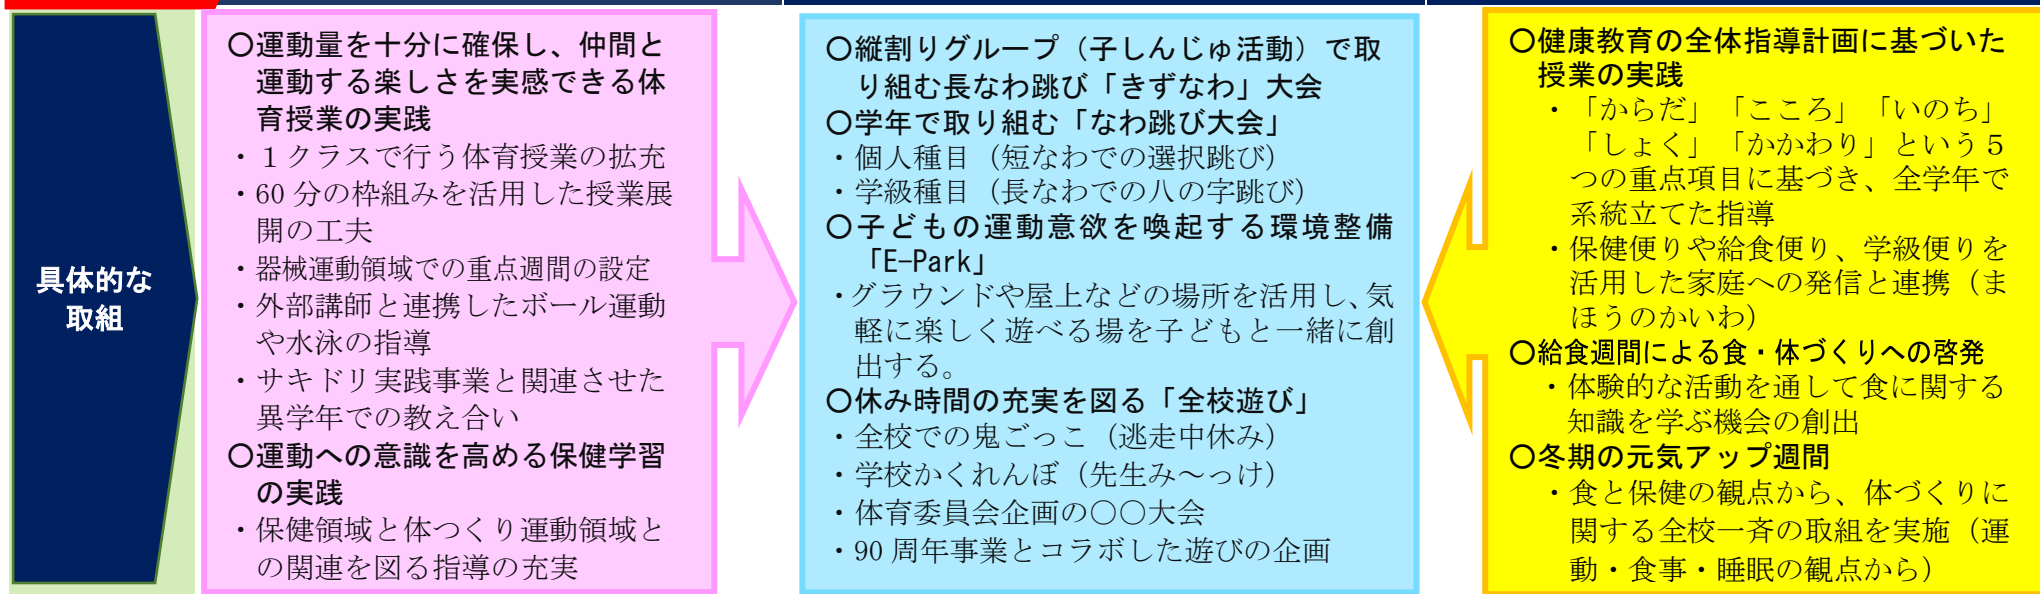 具体的な
取組
〇運動量を十分に確保し、仲間と
運動する楽しさを実感できる体
育授業の実践
・１クラスで行う体育授業の拡充
・60 分の枠組みを活用した授業展
開の工夫
・器械運動領域での重点週間の設定
・外部講師と連携したボール運動
や水泳の指導
・サキドリ実践事業と関連させた
異学年での教え合い
〇運動への意識を高める保健学習
の実践
・保健領域と体つくり運動領域と
の関連を図る指導の充実
〇縦割りグループ（子しんじゅ活動）で取
り組む長なわ跳び「きずなわ」大会
〇学年で取り組む「なわ跳び大会」
・個人種目（短なわでの選択跳び）
・学級種目（長なわでの八の字跳び）
〇子どもの運動意欲を喚起する環境整備
「E-Park」
・グラウンドや屋上などの場所を活用し、気
軽に楽しく遊べる場を子どもと一緒に創
出する。
〇休み時間の充実を図る「全校遊び」
・全校での鬼ごっこ（逃走中休み）
・学校かくれんぼ（先生み～っけ）
・体育委員会企画の〇〇大会
・90 周年事業とコラボした遊びの企画
〇健康教育の全体指導計画に基づいた
授業の実践
・「からだ」「こころ」「いのち」
「しょく」「かかわり」という５
つの重点項目に基づき、全学年で
系統立てた指導
・保健便りや給食便り、学級便りを
活用した家庭への発信と連携（ま
ほうのかいわ）
〇給食週間による食・体づくりへの啓発
・体験的な活動を通して食に関する
知識を学ぶ機会の創出
〇冬期の元気アップ週間
・食と保健の観点から、体づくりに
関する全校一斉の取組を実施（運
動・食事・睡眠の観点から）